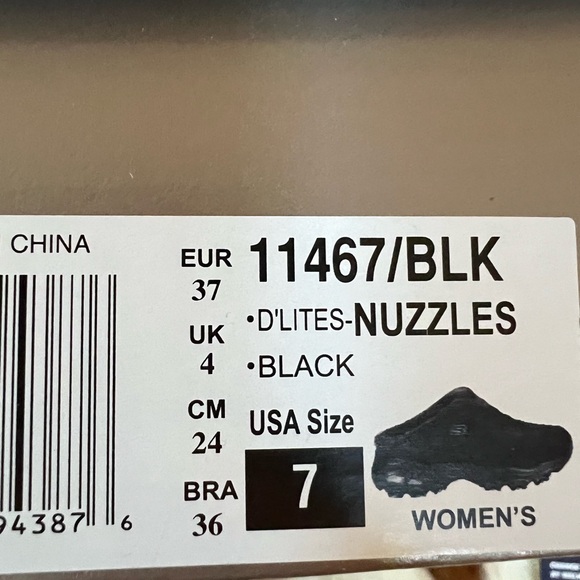 CHINA
94387 6
EUR
37
UK
4
CM
24
BRA
36
11467/BLK
•D'LITES-NUZZLES
•BLACK
USA Size
7
WOMEN'S